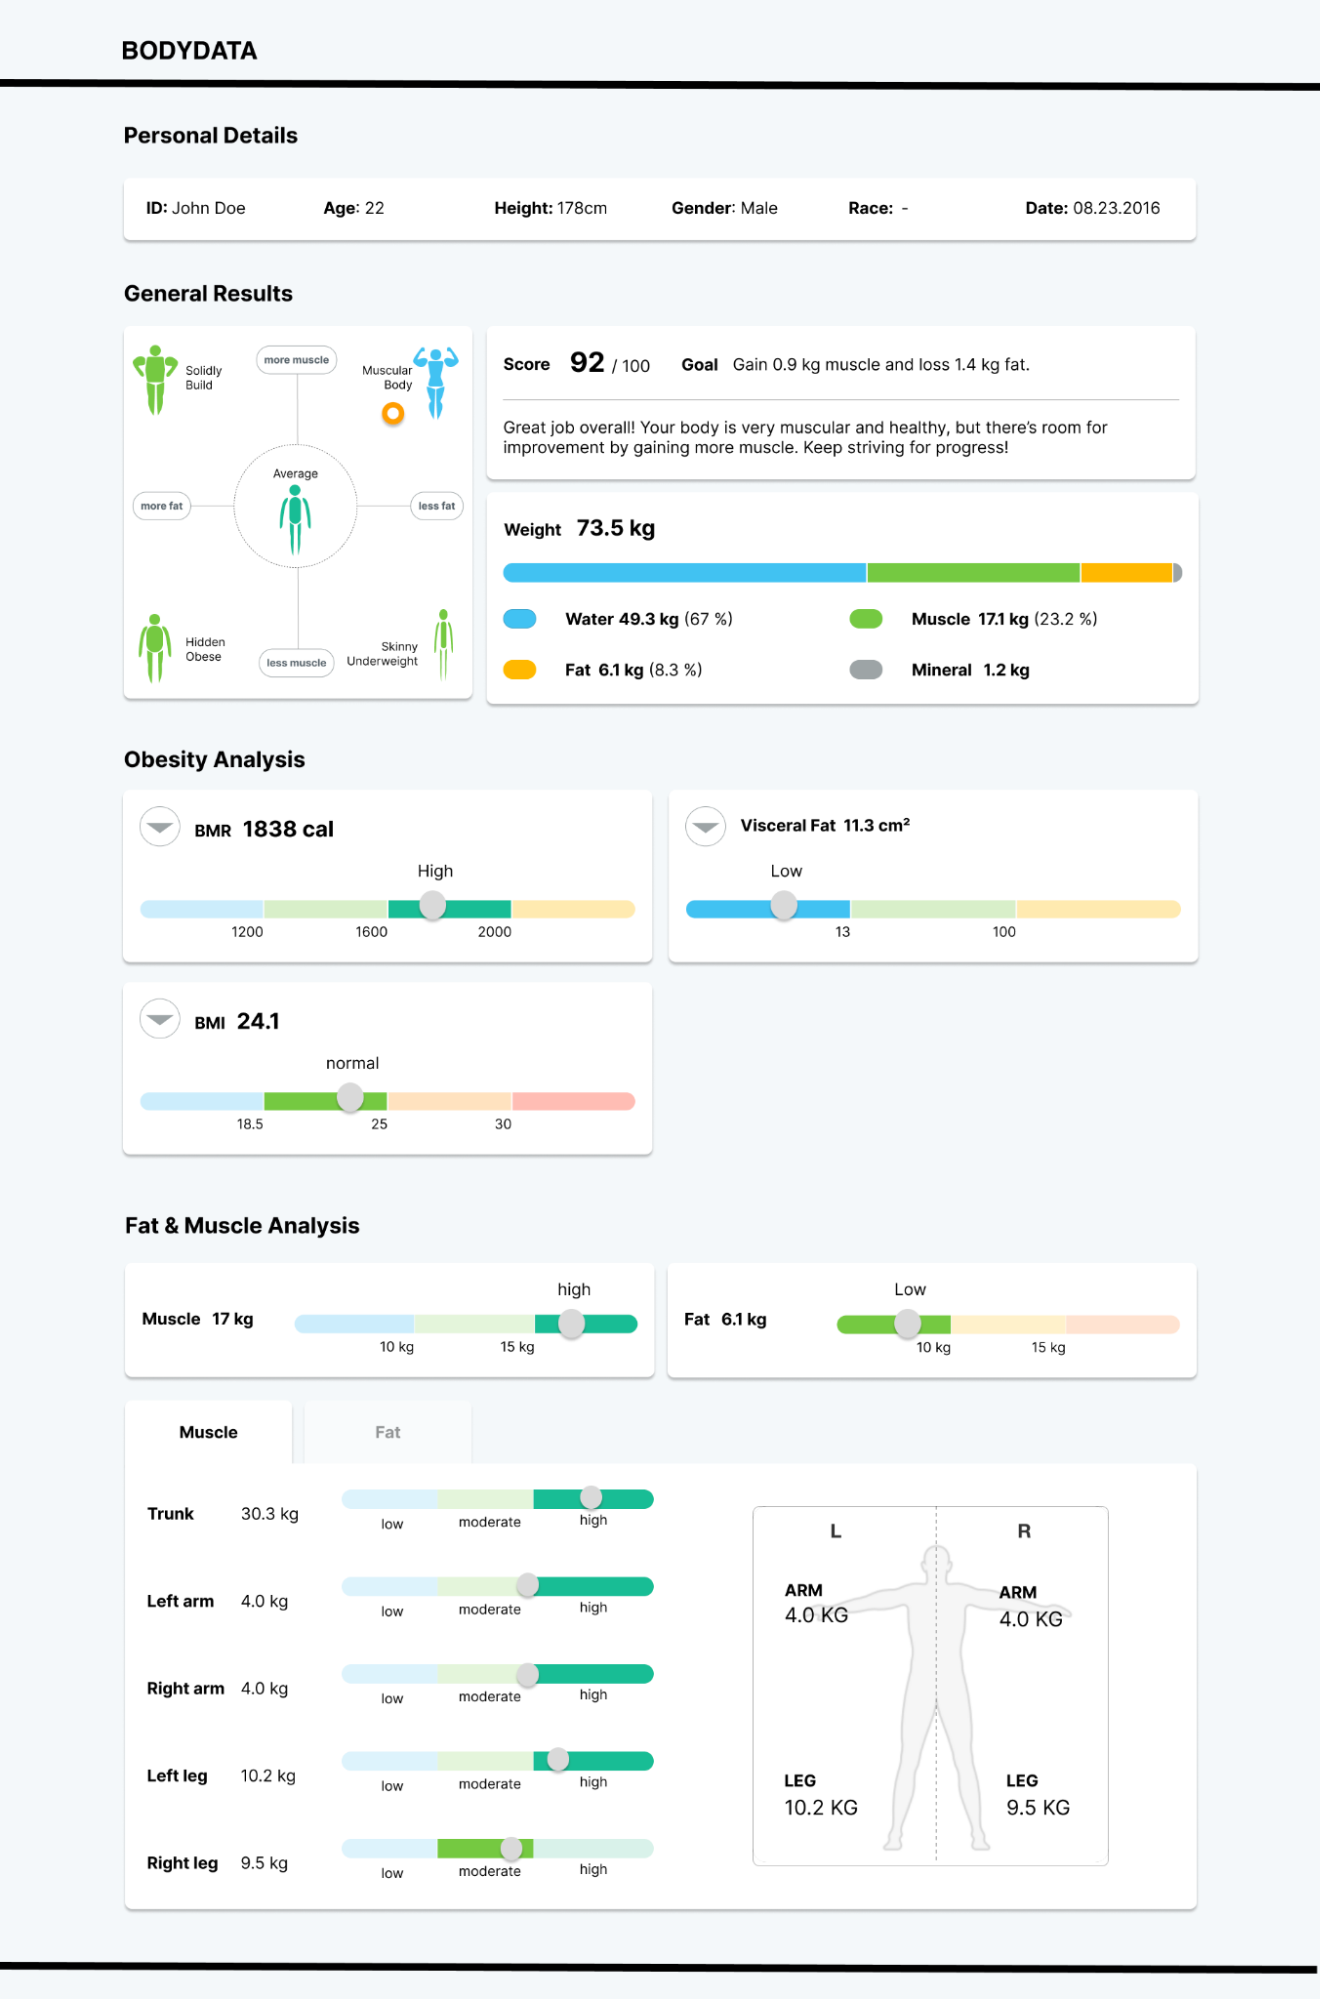 BODYDATA
Personal Details
ID: John Doe Age: 22 Height: 178cm Gender: Male Race: - Date: 08.23.2016
General Results
Solidly
Build
more muscle
Muscular
Body
Average
more fat
less fat
Hidden
Obese
less muscle
Skinny
Underweight
Score 92 / 100 Goal Gain 0.9 kg muscle and loss 1.4 kg fat.
Great job overall! Your body is very muscular and healthy, but there's room for
improvement by gaining more muscle. Keep striving for progress!
Weight 73.5 kg
Water 49.3 kg (67 %) Muscle 17.1 kg (23.2 %)
Fat 6.1 kg (8.3 %) Mineral 1.2 kg
Obesity Analysis
BMR 1838 cal
High
1200 1600 2000
Visceral Fat 11.3 cm²
Low
13 100
BMI 24.1
normal
18.5 25 30
Fat & Muscle Analysis
high
Muscle 17 kg
10 kg 15 kg
Low
Fat 6.1 kg
10 kg 15 kg
Muscle Fat
Trunk 30.3 kg
low moderate high
Left arm 4.0 kg
low moderate high
Right arm 4.0 kg
low moderate high
Left leg 10.2 kg
low moderate high
Right leg 9.5 kg
low moderate high
L R
ARM
4.0 KG
ARM
4.0 KG
LEG
10.2 KG
LEG
9.5 KG